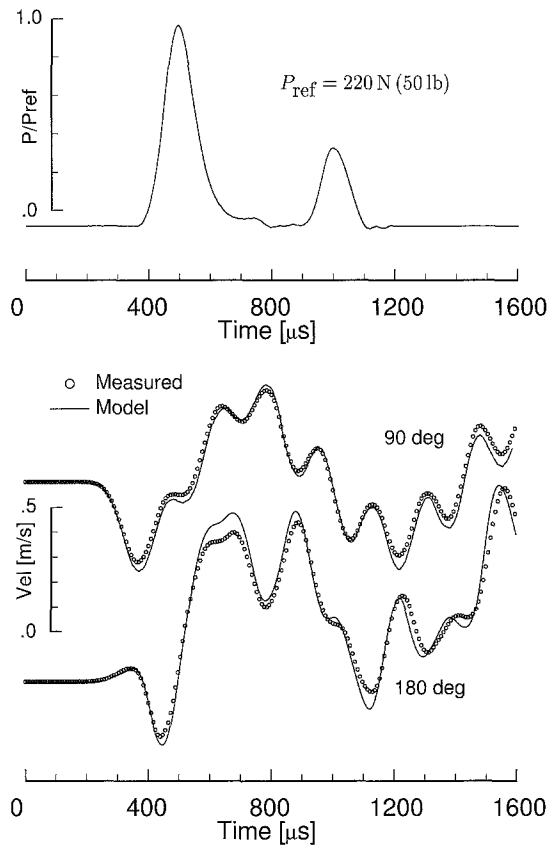 1.0
P/Pref
.0
P_ref = 220 N (50 lb)
0 400 800 1200 1600
Time [μs]
Measured
Model
90 deg
.5
Vel [m/s]
.0
180 deg
0 400 800 1200 1600
Time [μs]